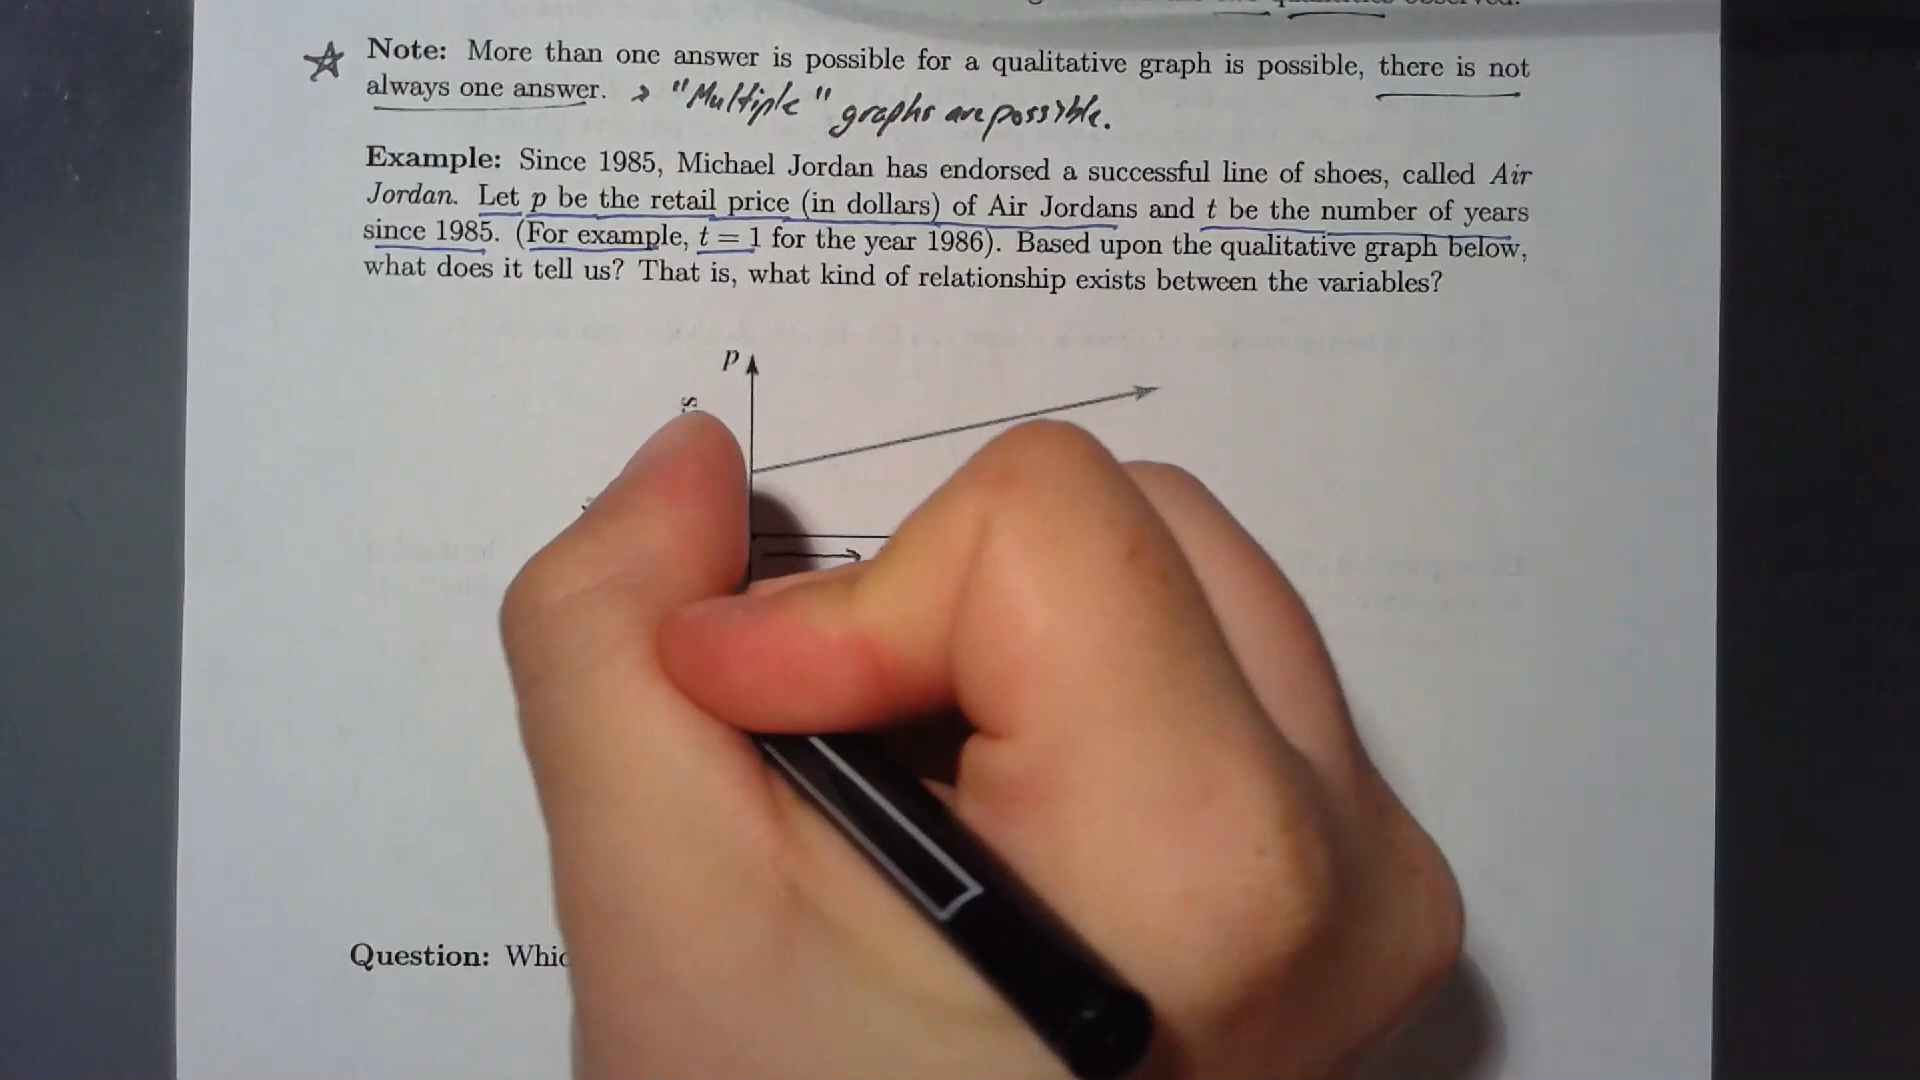 Note: More than one answer is possible for a qualitative graph is possible, there is not
always one answer. → "Multiple" graphs are possible.
Example: Since 1985, Michael Jordan has endorsed a successful line of shoes, called Air
Jordan. Let p be the retail price (in dollars) of Air Jordans and t be the number of years
since 1985. (For example, t = 1 for the year 1986). Based upon the qualitative graph below,
what does it tell us? That is, what kind of relationship exists between the variables?
p
Question: